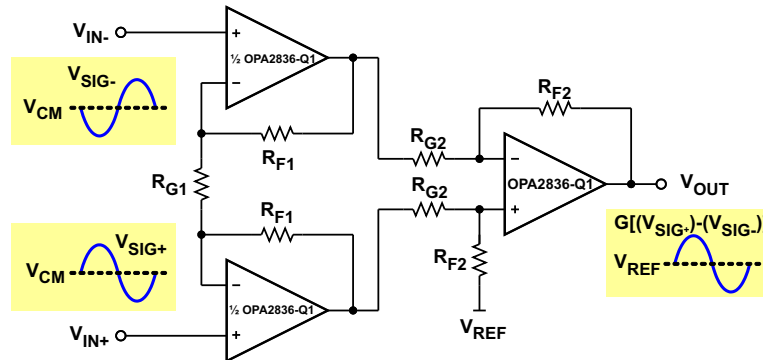 VIN-
+
½ OPA2836-Q1
−
VSIG-
VCM
RF1
RG1
RF1
VSIG+
VCM
−
½ OPA2836-Q1
+
VIN+
RG2
RG2
RF2
−
OPA2836-Q1
+
RF2
VREF
VOUT
G[(VSIG+)-(VSIG-)
VREF